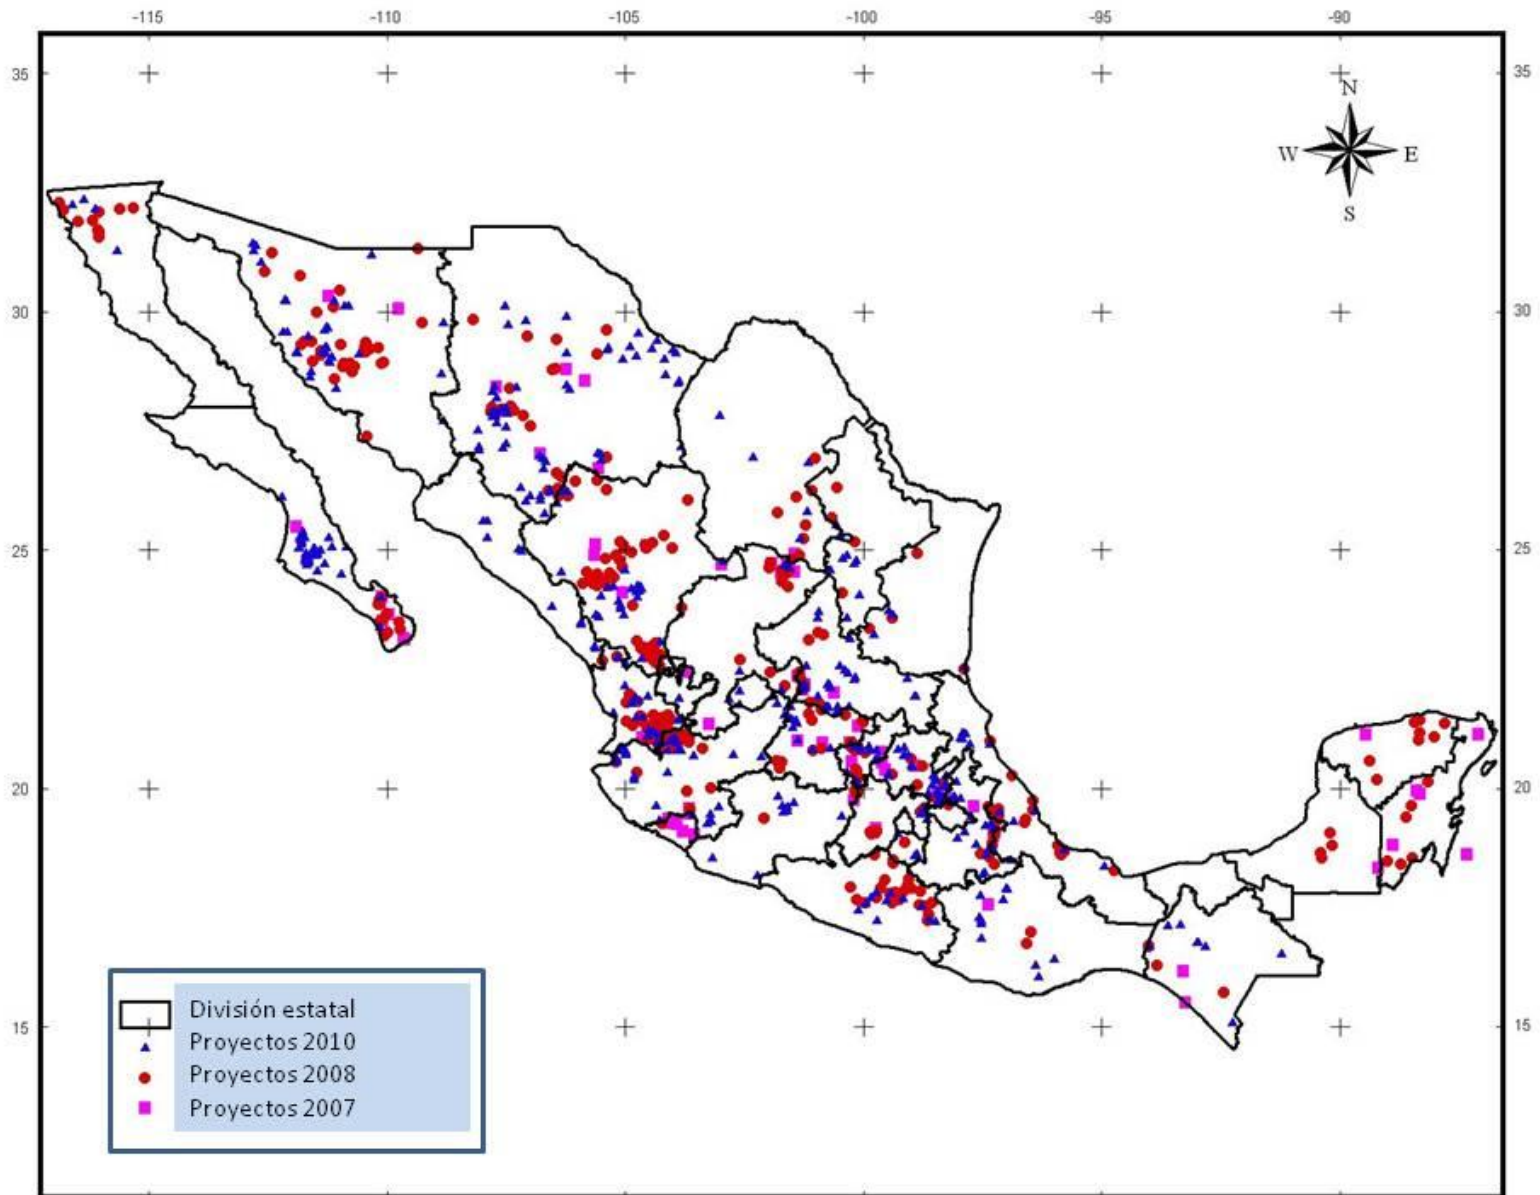 -115 -110 -105 -100 -95 -90
35 35
N
W E
S
30 30
25 25
20 20
15 15
División estatal
Proyectos 2010
Proyectos 2008
Proyectos 2007